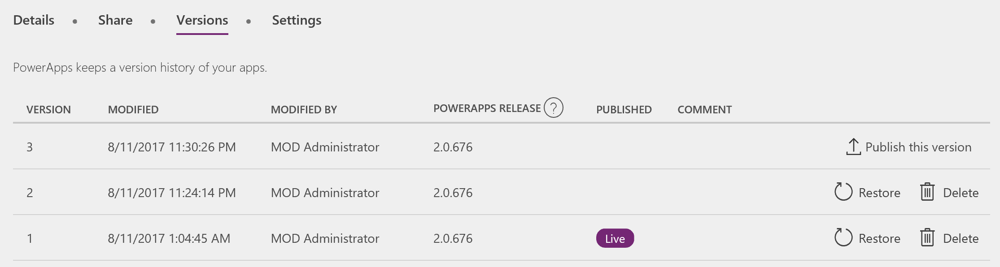 Details • Share • Versions • Settings
PowerApps keeps a version history of your apps.
VERSION MODIFIED MODIFIED BY POWERAPPS RELEASE ? PUBLISHED COMMENT
3 8/11/2017 11:30:26 PM MOD Administrator 2.0.676 Publish this version
2 8/11/2017 11:24:14 PM MOD Administrator 2.0.676 Restore Delete
1 8/11/2017 1:04:45 AM MOD Administrator 2.0.676 Live Restore Delete